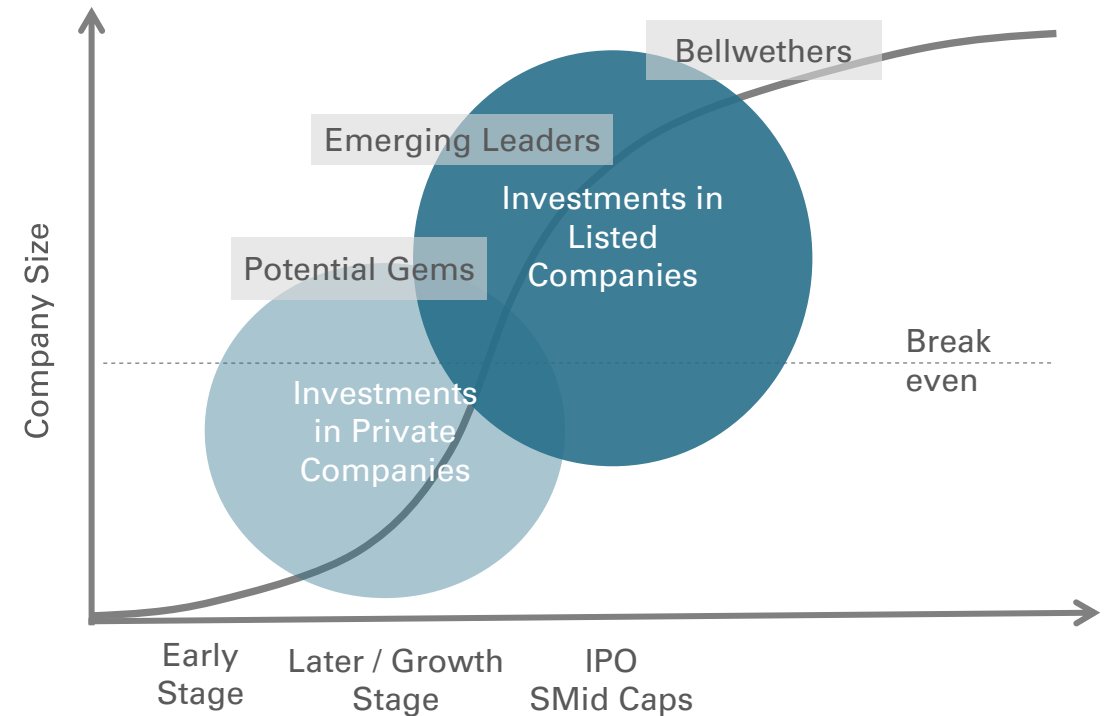 Bellwethers
Emerging Leaders
Investments in
Listed
Companies
Potential Gems
Company Size
Break
even
Investments
in Private
Companies
Early
Stage
Later / Growth
Stage
IPO
SMid Caps